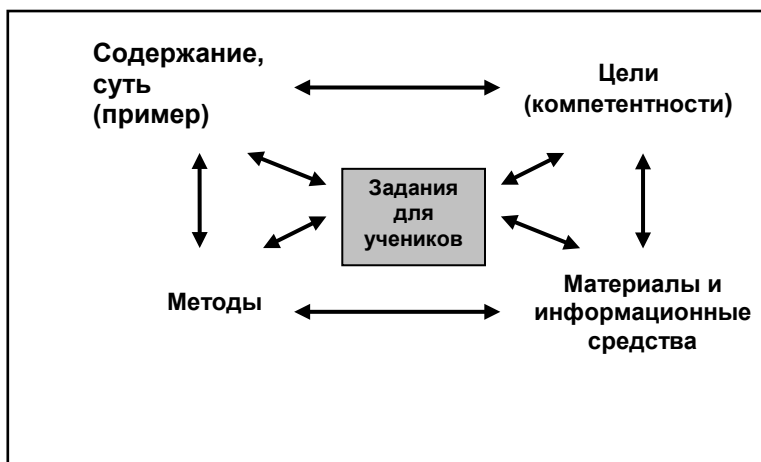 Содержание,
суть
(пример)
Цели
(компетентности)
Задания
для
учеников
Методы
Материалы и
информационные
средства